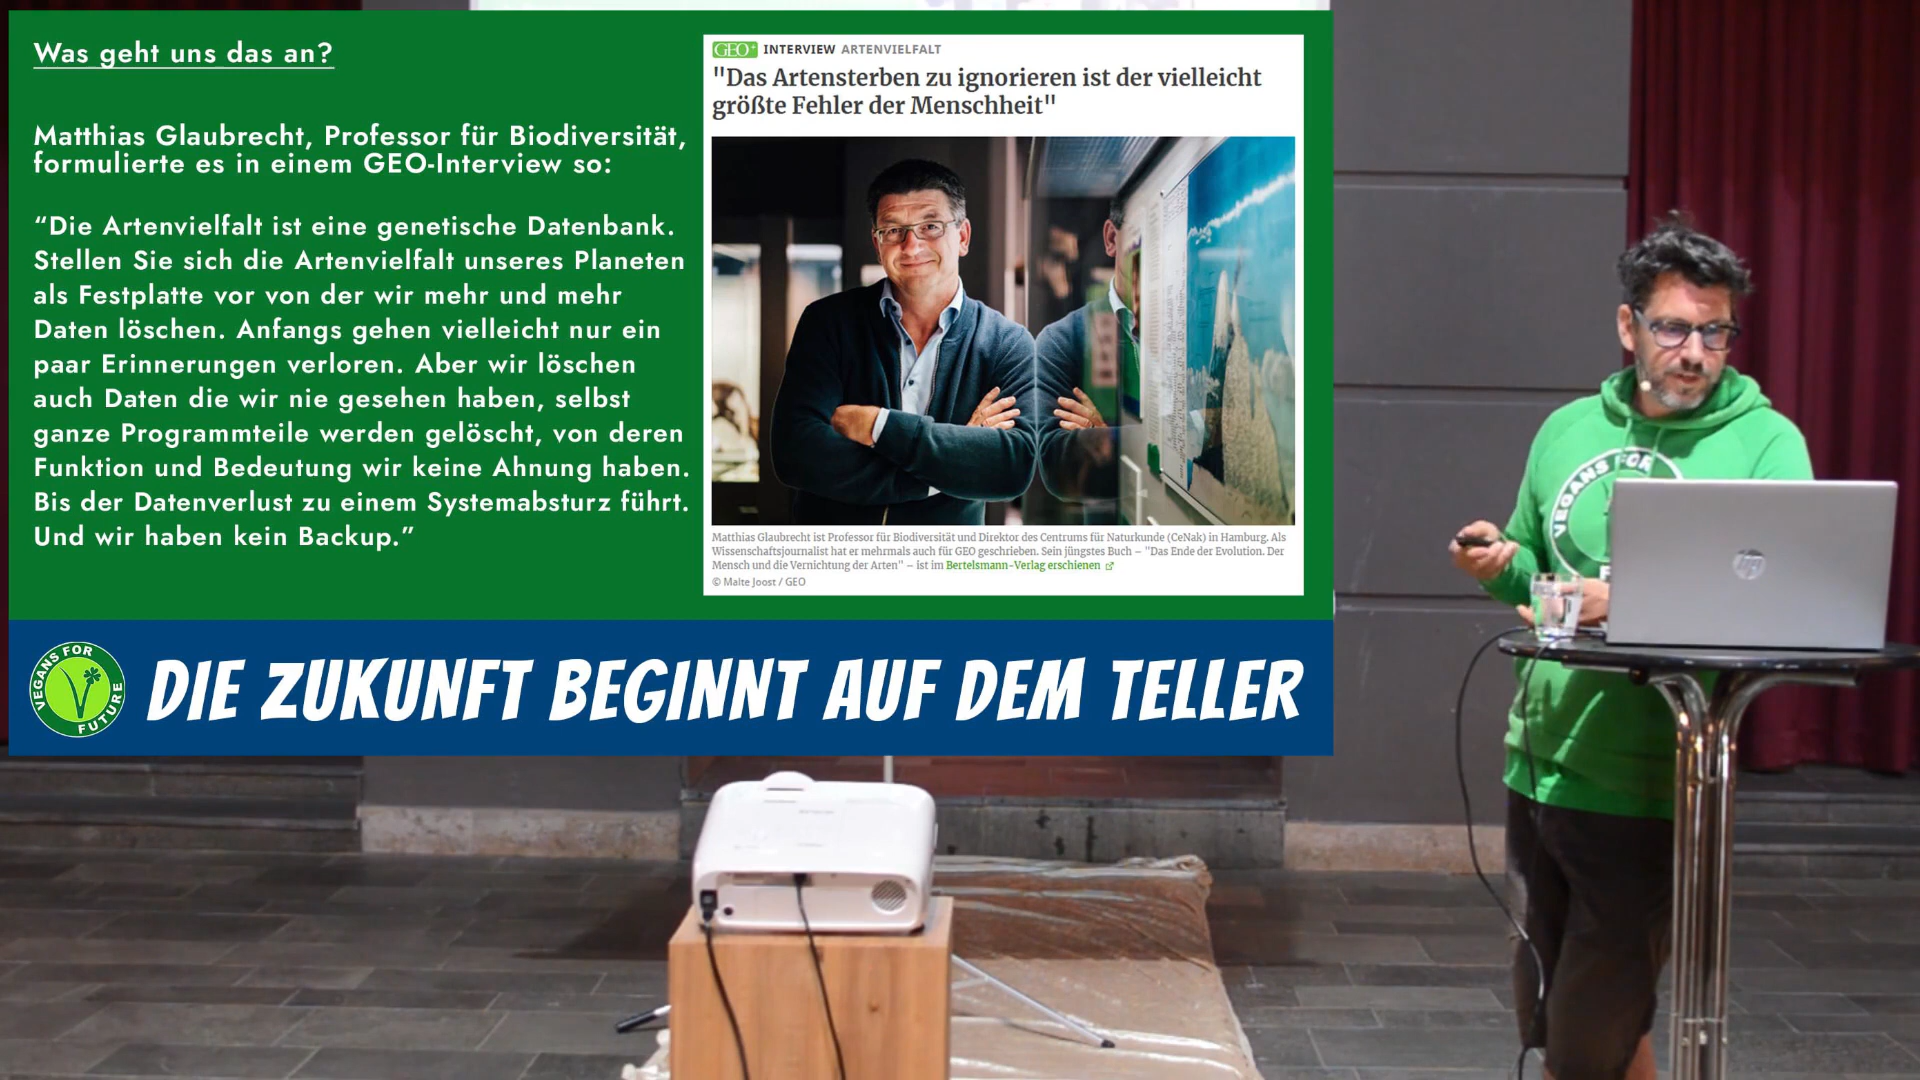 Was geht uns das an?
Matthias Glaubrecht, Professor für Biodiversität,
formulierte es in einem GEO-Interview so:
“Die Artenvielfalt ist eine genetische Datenbank.
Stellen Sie sich die Artenvielfalt unseres Planeten
als Festplatte vor von der wir mehr und mehr
Daten löschen. Anfangs gehen vielleicht nur ein
paar Erinnerungen verloren. Aber wir löschen
auch Daten die wir nie gesehen haben, selbst
ganze Programmteile werden gelöscht, von deren
Funktion und Bedeutung wir keine Ahnung haben.
Bis der Datenverlust zu einem Systemabsturz führt.
Und wir haben kein Backup.”
GEO+ INTERVIEW ARTENVIELFALT
"Das Artensterben zu ignorieren ist der vielleicht
größte Fehler der Menschheit"
Matthias Glaubrecht ist Professor für Biodiversität und Direktor des Centrums für Naturkunde (CeNak) in Hamburg. Als
Wissenschaftsjournalist hat er mehrmals auch für GEO geschrieben. Sein jüngstes Buch – "Das Ende der Evolution. Der
Mensch und die Vernichtung der Arten" – ist im Bertelsmann-Verlag erschienen
© Malte Joost / GEO
VEGANS FOR FUTURE
DIE ZUKUNFT BEGINNT AUF DEM TELLER
VEGANS FOR
hp